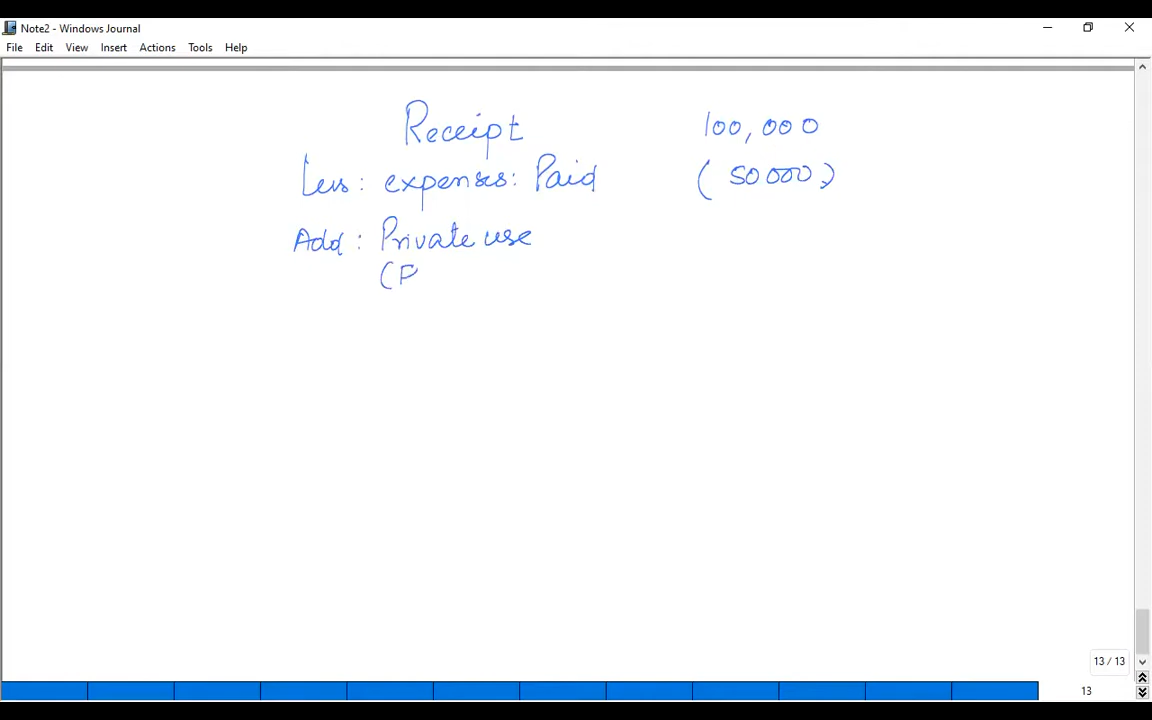 Note2 - Windows Journal
File Edit View Insert Actions Tools Help
Receipt 100,000
Less: expenses: Paid (50000)
Add: Private use
(P
13 / 13
13